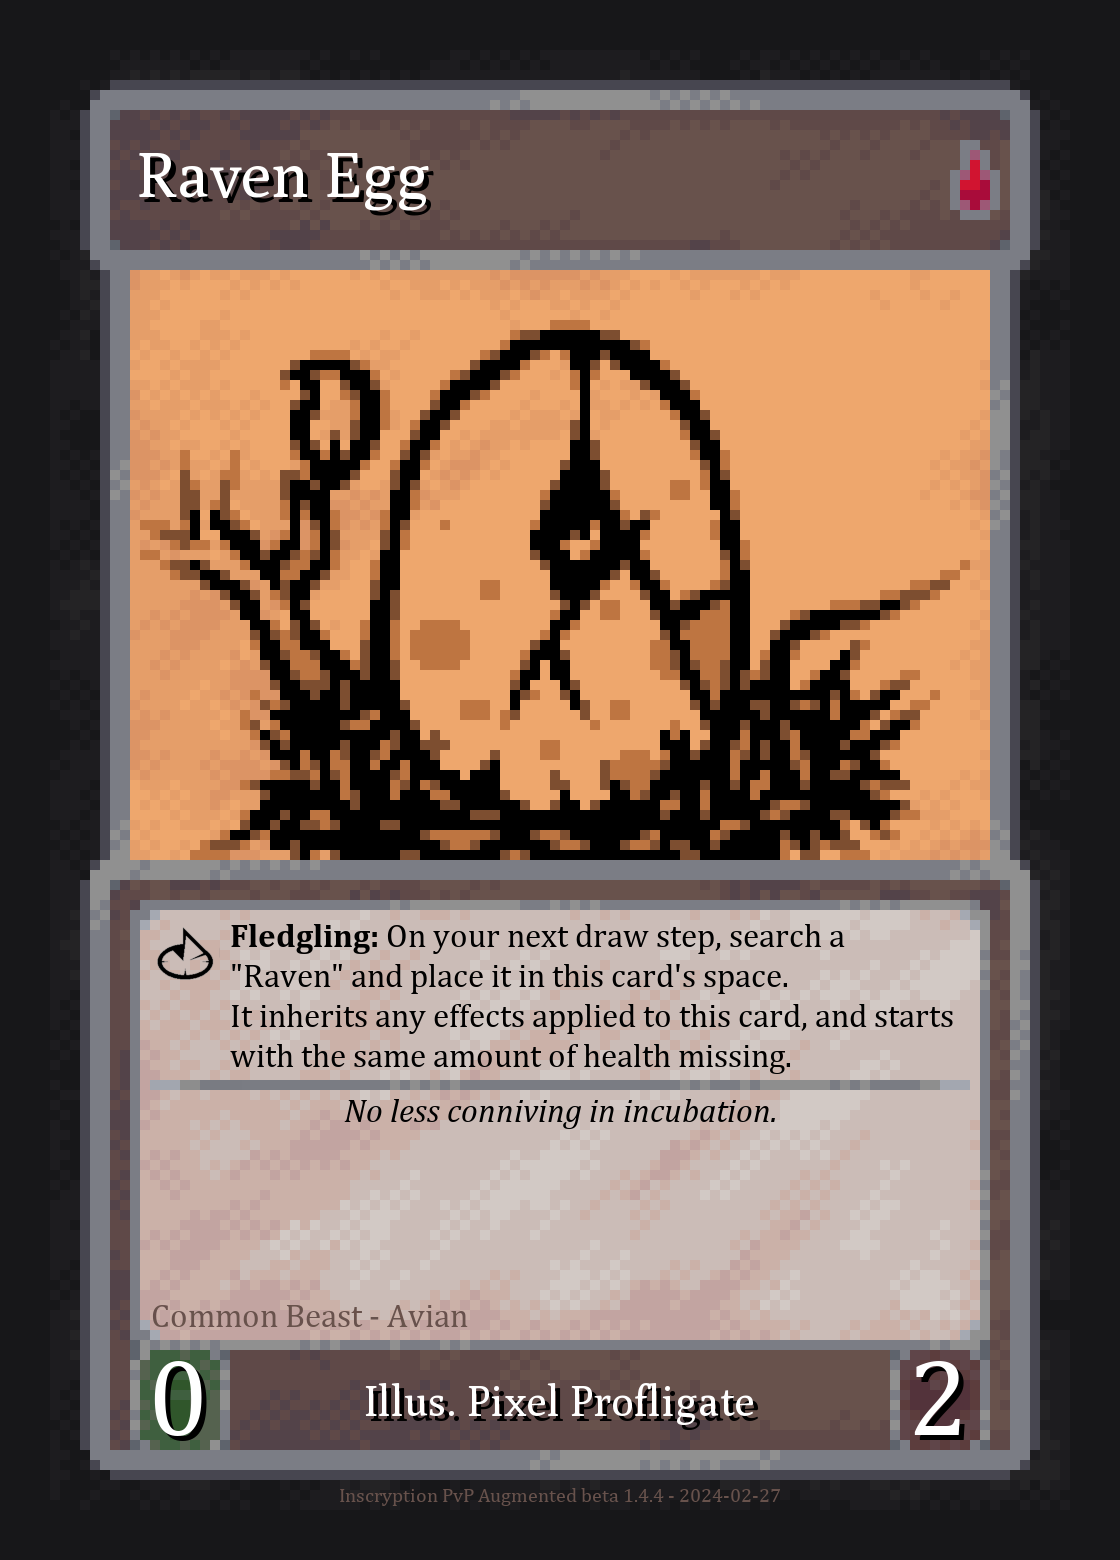 Raven Egg
Fledgling: On your next draw step, search a
"Raven" and place it in this card's space.
It inherits any effects applied to this card, and starts
with the same amount of health missing.
No less conniving in incubation.
Common Beast - Avian
0
Illus. Pixel Profligate
2
Inscryption PvP Augmented beta 1.4.4 - 2024-02-27